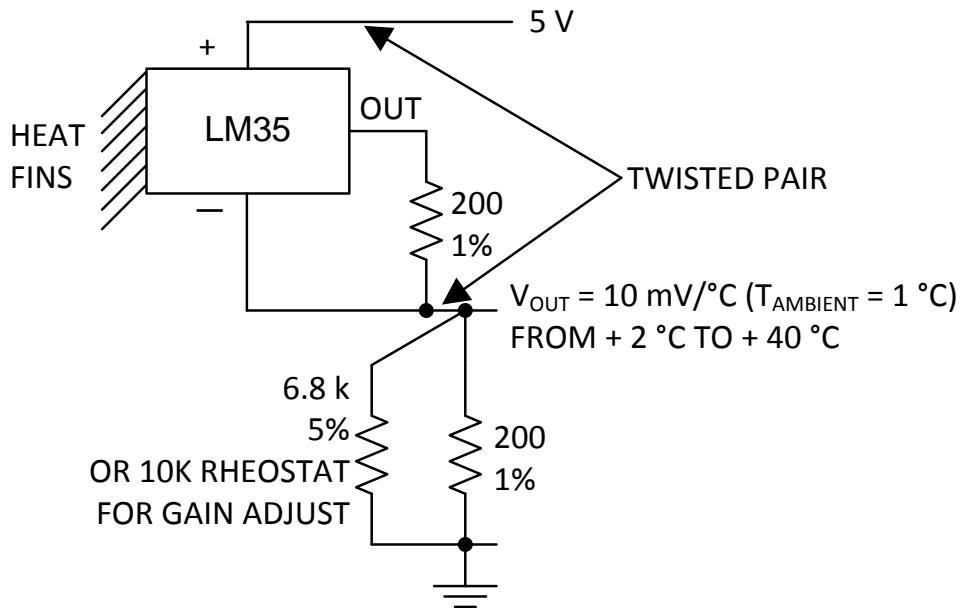 5 V
+
LM35
OUT
HEAT
FINS
—
200
1%
TWISTED PAIR
V_OUT = 10 mV/°C (T_AMBIENT = 1 °C)
FROM + 2 °C TO + 40 °C
6.8 k
5%
OR 10K RHEOSTAT
FOR GAIN ADJUST
200
1%